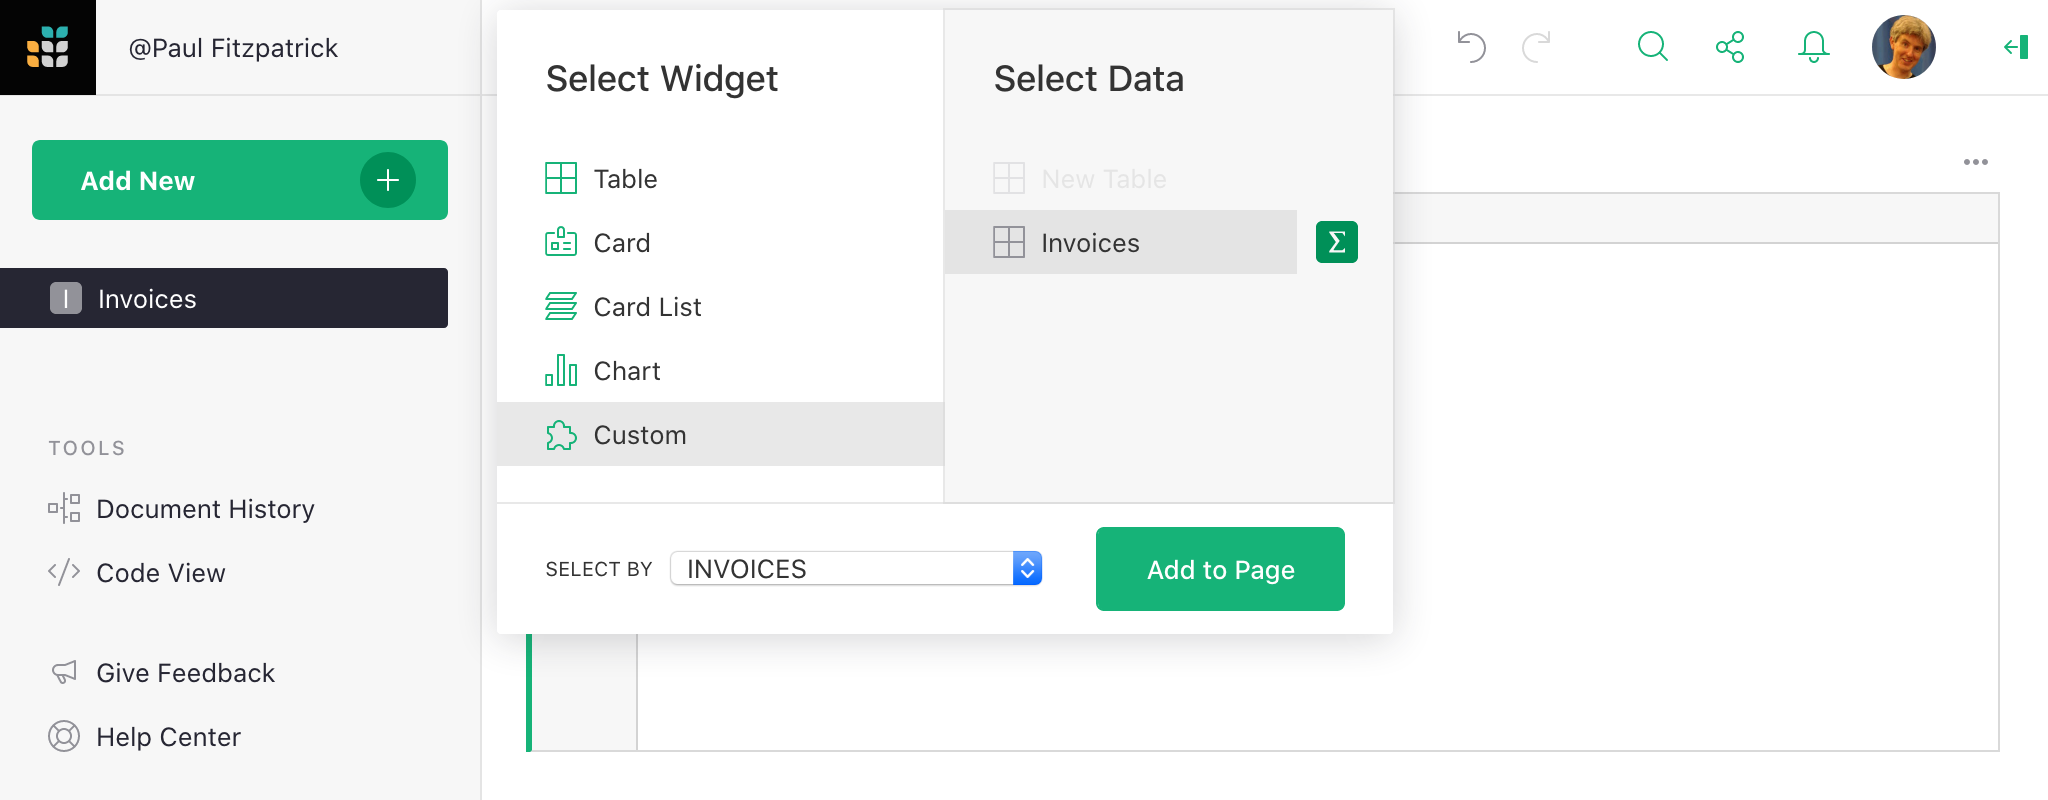 @Paul Fitzpatrick
Add New
I Invoices
TOOLS
Document History
Code View
Give Feedback
Help Center
Select Widget
Table
Card
Card List
Chart
Custom
Select Data
New Table
Invoices Σ
SELECT BY INVOICES
Add to Page